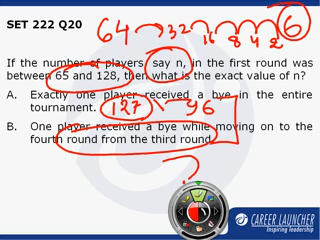 SET 222 Q20
64 32 16 8 4 2 6
If the number of players, say n, in the first round was
between 65 and 128, then what is the exact value of n?
A. Exactly one player received a bye in the entire
tournament. 127 96
B. One player received a bye while moving on to the
fourth round from the third round.
CAREER LAUNCHER
Inspiring leadership